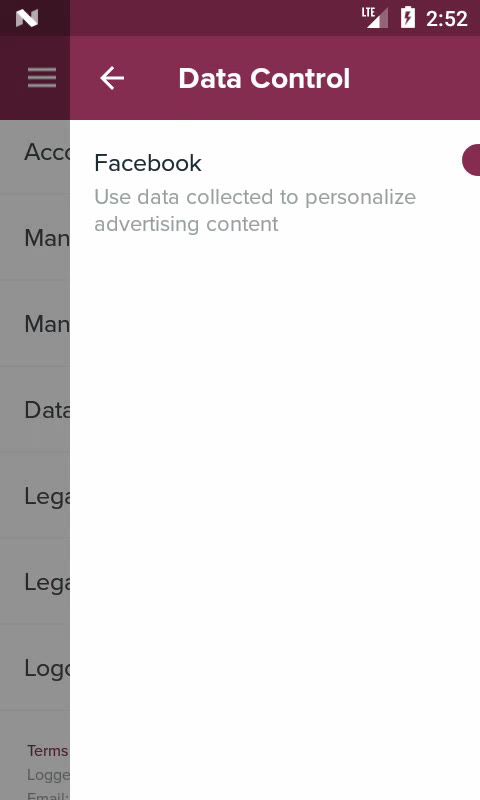 LTE 2:52
Data Control
Acco
Facebook
Use data collected to personalize
advertising content
Man
Man
Data
Lega
Lega
Logo
Terms
Logge
Email: